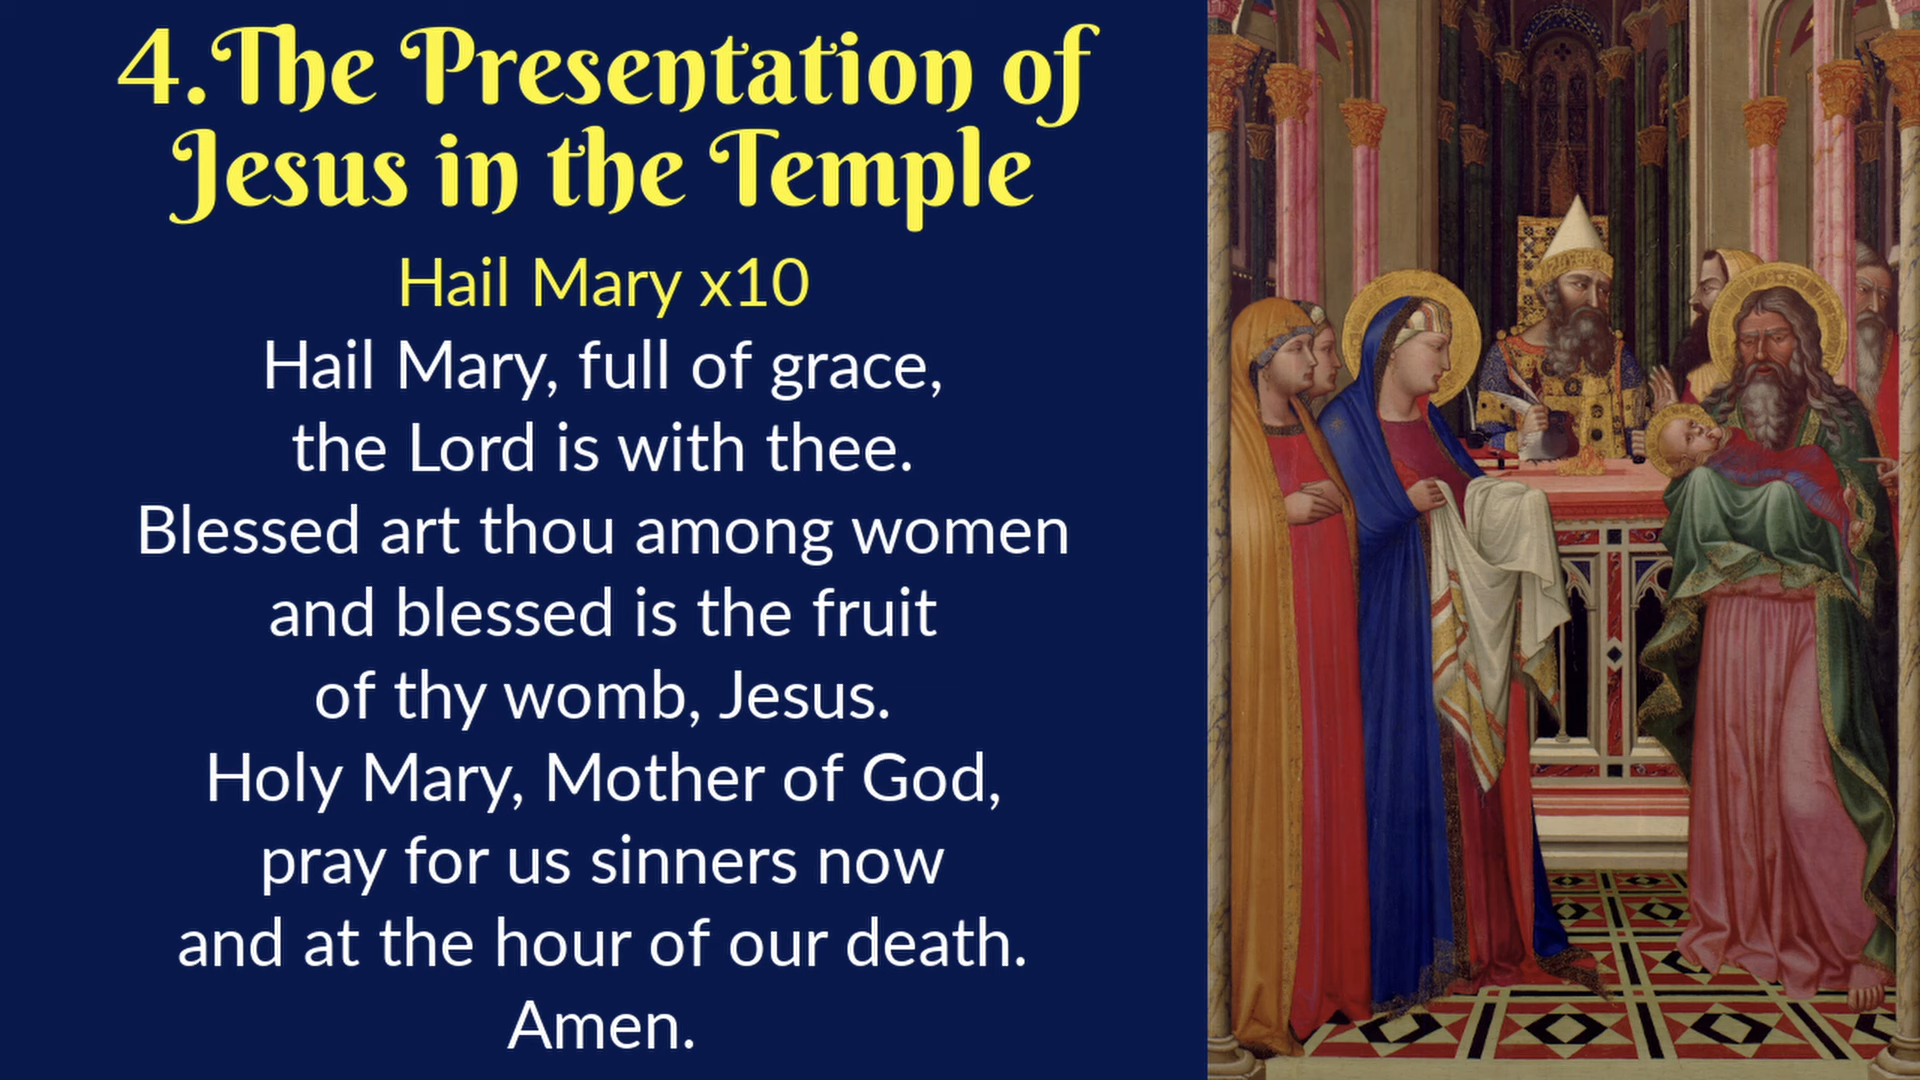 4.The Presentation of
Jesus in the Temple
Hail Mary x10
Hail Mary, full of grace,
the Lord is with thee.
Blessed art thou among women
and blessed is the fruit
of thy womb, Jesus.
Holy Mary, Mother of God,
pray for us sinners now
and at the hour of our death.
Amen.